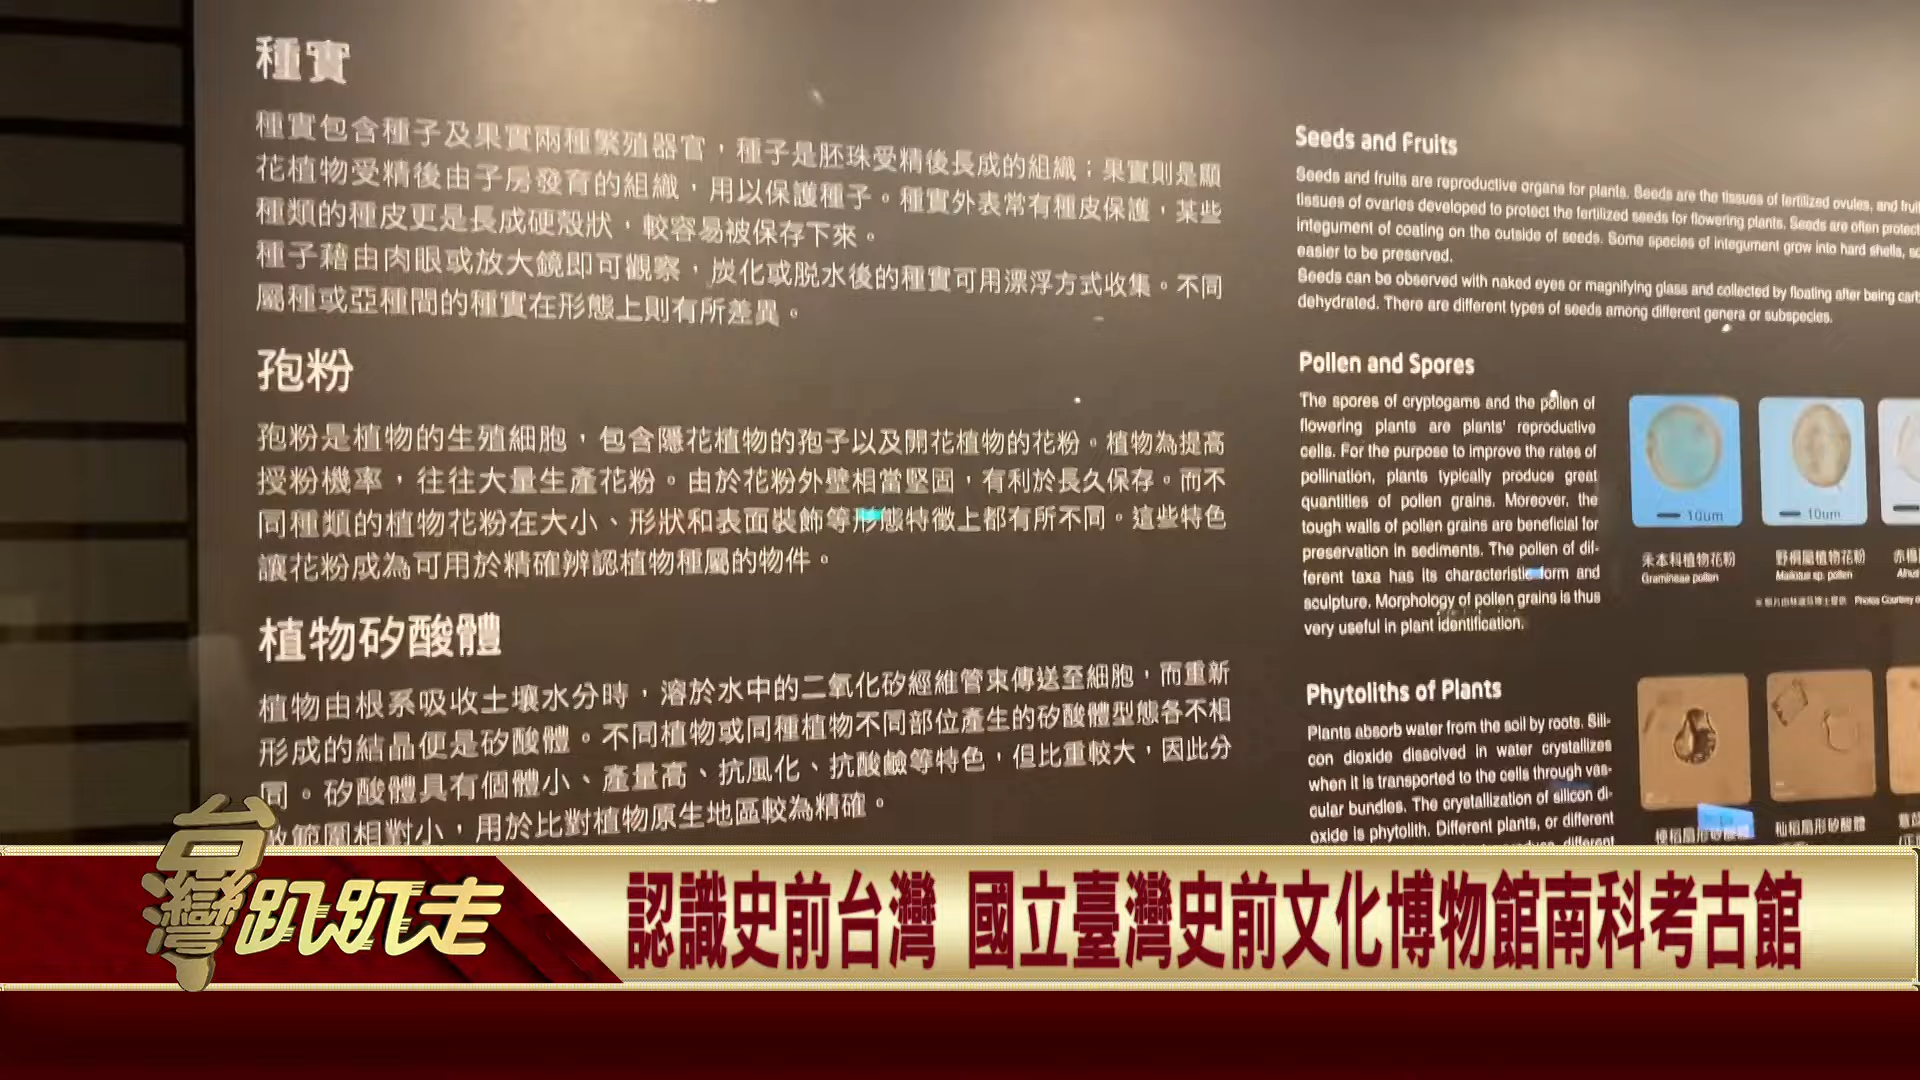 種實
種實包含種子及果實兩種繁殖器官，種子是胚珠受精後長成的組織；果實則是顯
花植物受精後由子房發育的組織，用以保護種子。種實外表常有種皮保護，某些
種類的種皮更是長成硬殼狀，較容易被保存下來。
種子藉由肉眼或放大鏡即可觀察，炭化或脫水後的種實可用漂浮方式收集。不同
屬種或亞種間的種實在形態上則有所差異。
孢粉
孢粉是植物的生殖細胞，包含隱花植物的孢子以及開花植物的花粉。植物為提高
授粉機率，往往大量生產花粉。由於花粉外壁相當堅固，有利於長久保存。而不
同種類的植物花粉在大小、形狀和表面裝飾等形態特徵上都有所不同。這些特色
讓花粉成為可用於精確辨認植物種屬的物件。
植物矽酸體
植物由根系吸收土壤水分時，溶於水中的二氧化矽經維管束傳送至細胞，而重新
形成的結晶便是矽酸體。不同植物或同種植物不同部位產生的矽酸體型態各不相
同。矽酸體具有個體小、產量高、抗風化、抗酸鹼等特色，但比重較大，因此分
散範圍相對小，用於比對植物原生地區較為精確。
Seeds and Fruits
Seeds and fruits are reproductive organs for plants. Seeds are the tissues of fertilized ovules, and fruit
tissues of ovaries developed to protect the fertilized seeds for flowering plants. Seeds are often protect
integument of coating on the outside of seeds. Some species of integument grow into hard shells, so
easier to be preserved.
Seeds can be observed with naked eyes or magnifying glass and collected by floating after being carb
dehydrated. There are different types of seeds among different genera or subspecies.
Pollen and Spores
The spores of cryptogams and the pollen of
flowering plants are plants' reproductive
cells. For the purpose to improve the rates of
pollination, plants typically produce great
quantities of pollen grains. Moreover, the
tough walls of pollen grains are beneficial for
preservation in sediments. The pollen of dif-
ferent taxa has its characteristic form and
sculpture. Morphology of pollen grains is thus
very useful in plant identification.
10um
10um
禾本科植物花粉
Gramineae pollen
野桐屬植物花粉
Mallotus sp. pollen
赤楊
Alnus
Photos Courtesy o
Phytoliths of Plants
Plants absorb water from the soil by roots. Sili-
con dioxide dissolved in water crystallizes
when it is transported to the cells through vas-
cular bundles. The crystallization of silicon di-
oxide is phytolith. Different plants, or different
秈稻扇形矽酸體
台灣趴趴走
認識史前台灣 國立臺灣史前文化博物館南科考古館